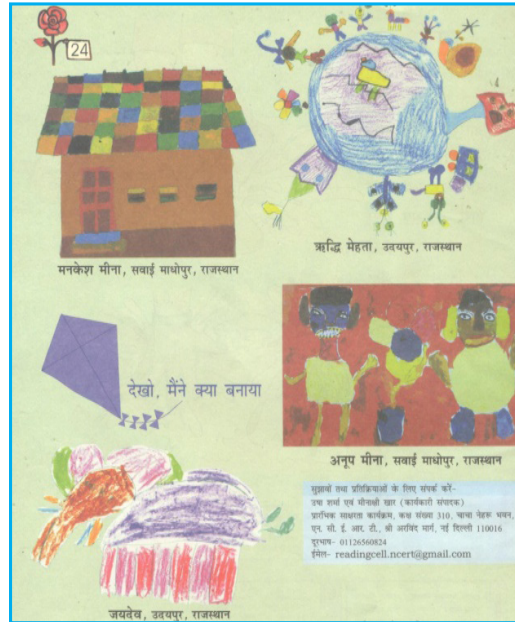 24
मनकेश मीना, सवाई माधोपुर, राजस्थान
ऋद्धि मेहता, उदयपुर, राजस्थान
देखो, मैंने क्या बनाया
अनूप मीना, सवाई माधोपुर, राजस्थान
सुझावों तथा प्रतिक्रियाओं के लिए संपर्क करें-
उषा शर्मा एवं मीनाक्षी खार (कार्यकारी संपादक)
प्रारंभिक साक्षरता कार्यक्रम, कक्ष संख्या 310, चाचा नेहरू भवन,
एन. सी. ई. आर. टी., श्री अरविंद मार्ग, नई दिल्ली 110016
दूरभाष- 01126560824
ईमेल- readingcell.ncert@gmail.com
जयदेव, उदयपुर, राजस्थान